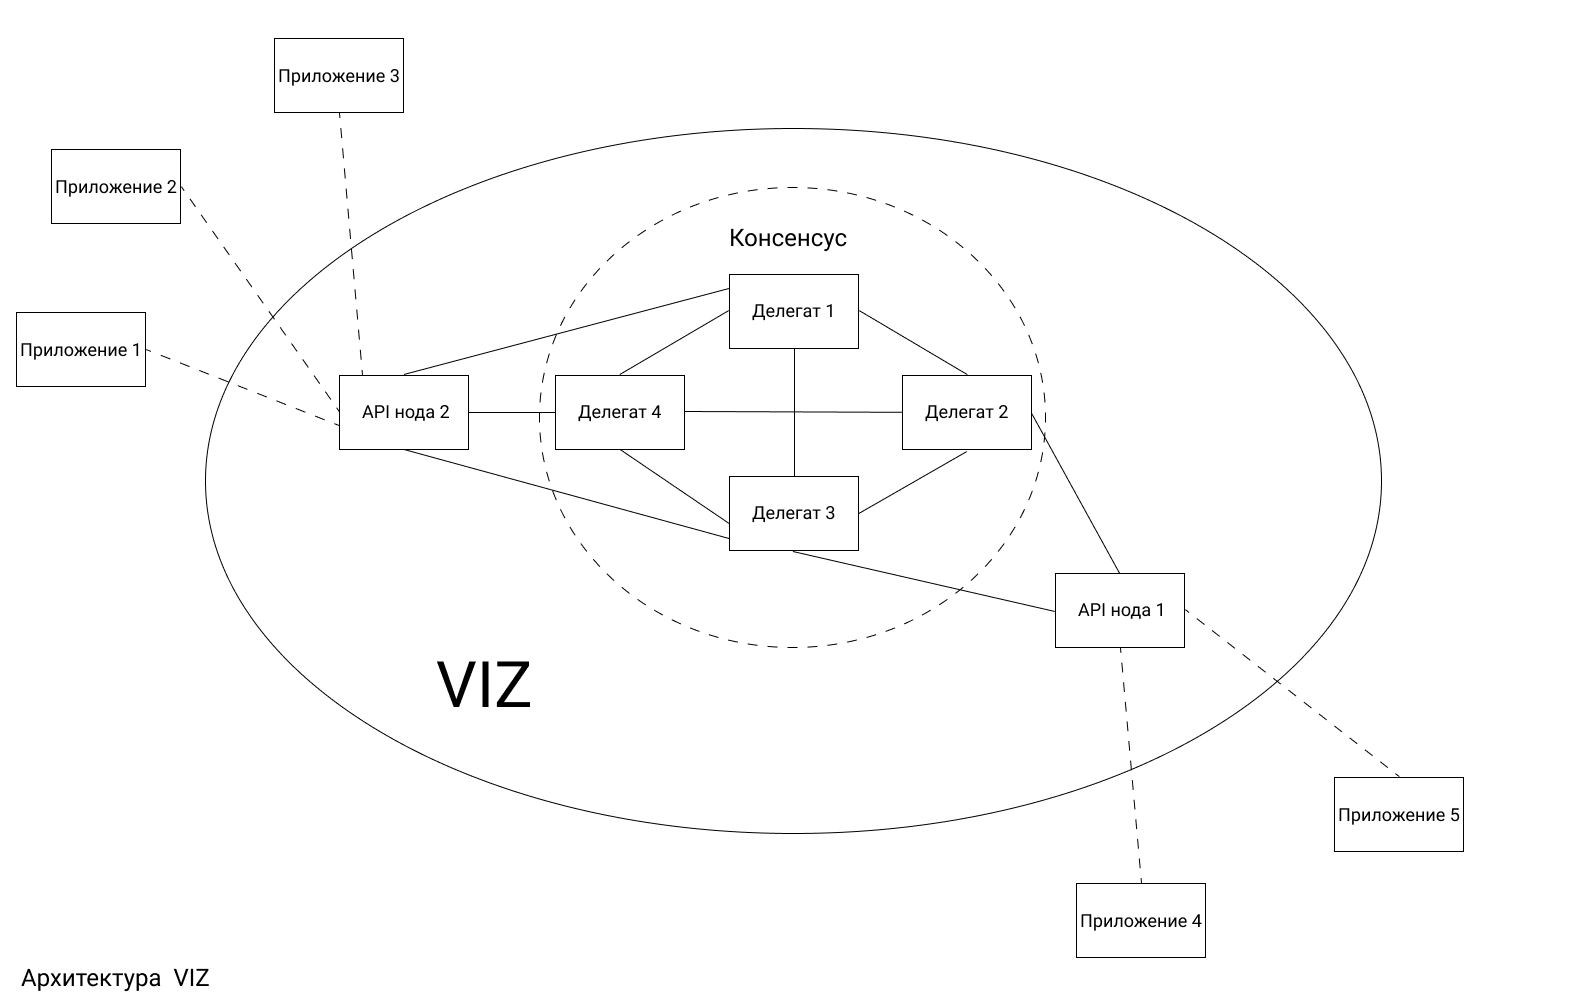 Приложение 3
Приложение 2
Консенсус
Делегат 1
Приложение 1
API нода 2
Делегат 4
Делегат 2
Делегат 3
API нода 1
VIZ
Приложение 5
Приложение 4
Архитектура VIZ